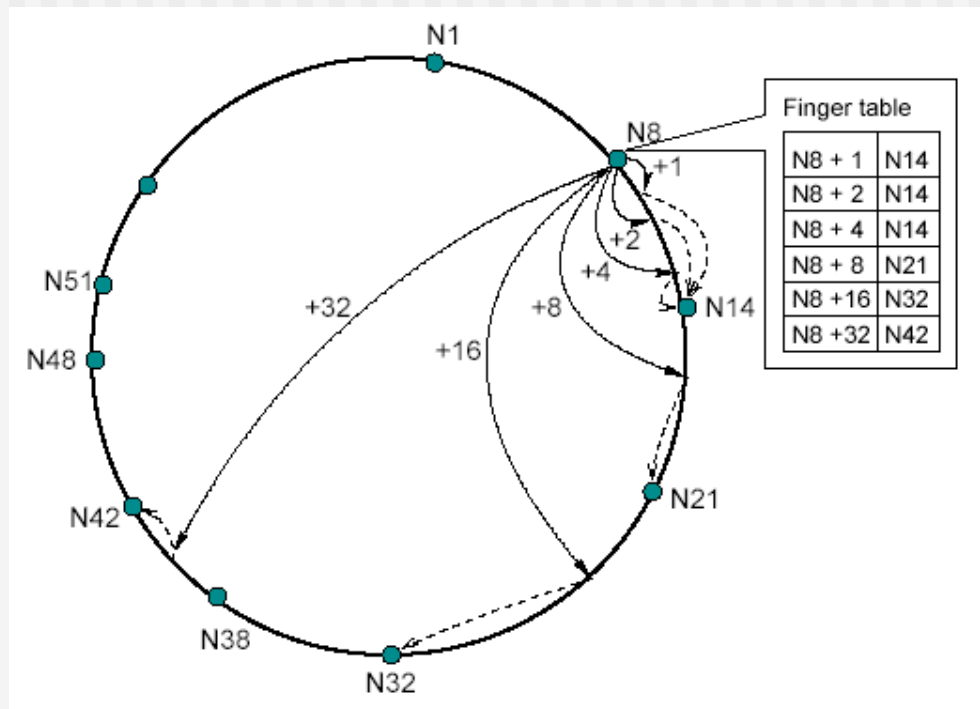 N1
N8
Finger table
N8 + 1 N14
N8 + 2 N14
N8 + 4 N14
N8 + 8 N21
N8 +16 N32
N8 +32 N42
+1
+2
+4
+8
+16
+32
N14
N51
N48
N21
N42
N38
N32